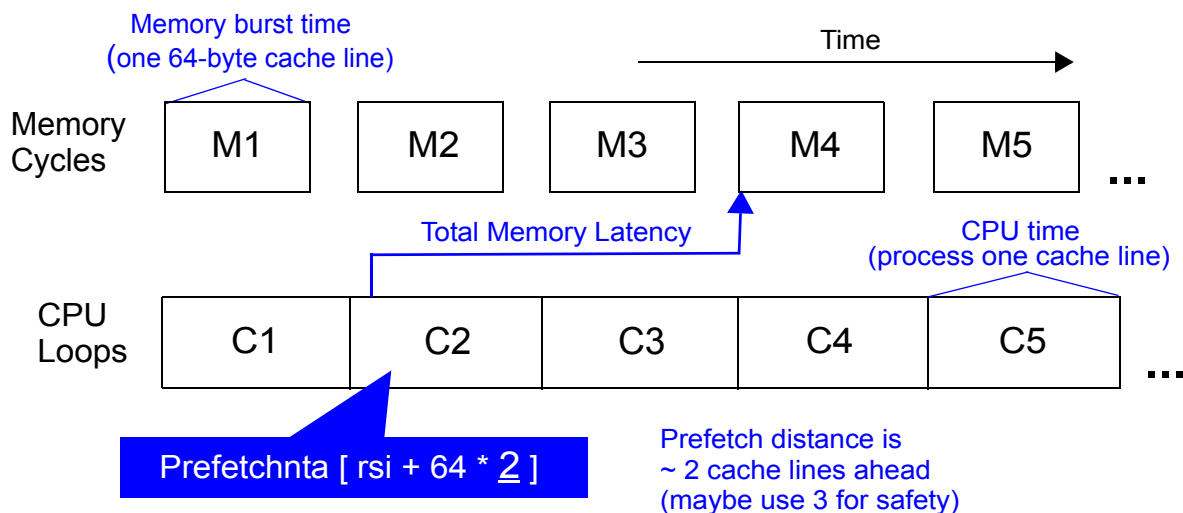 Memory burst time
(one 64-byte cache line)
Time
Memory
Cycles
M1
M2
M3
M4
M5
...
Total Memory Latency
CPU time
(process one cache line)
CPU
Loops
C1
C2
C3
C4
C5
...
Prefetchnta [ rsi + 64 * 2 ]
Prefetch distance is
~ 2 cache lines ahead
(maybe use 3 for safety)